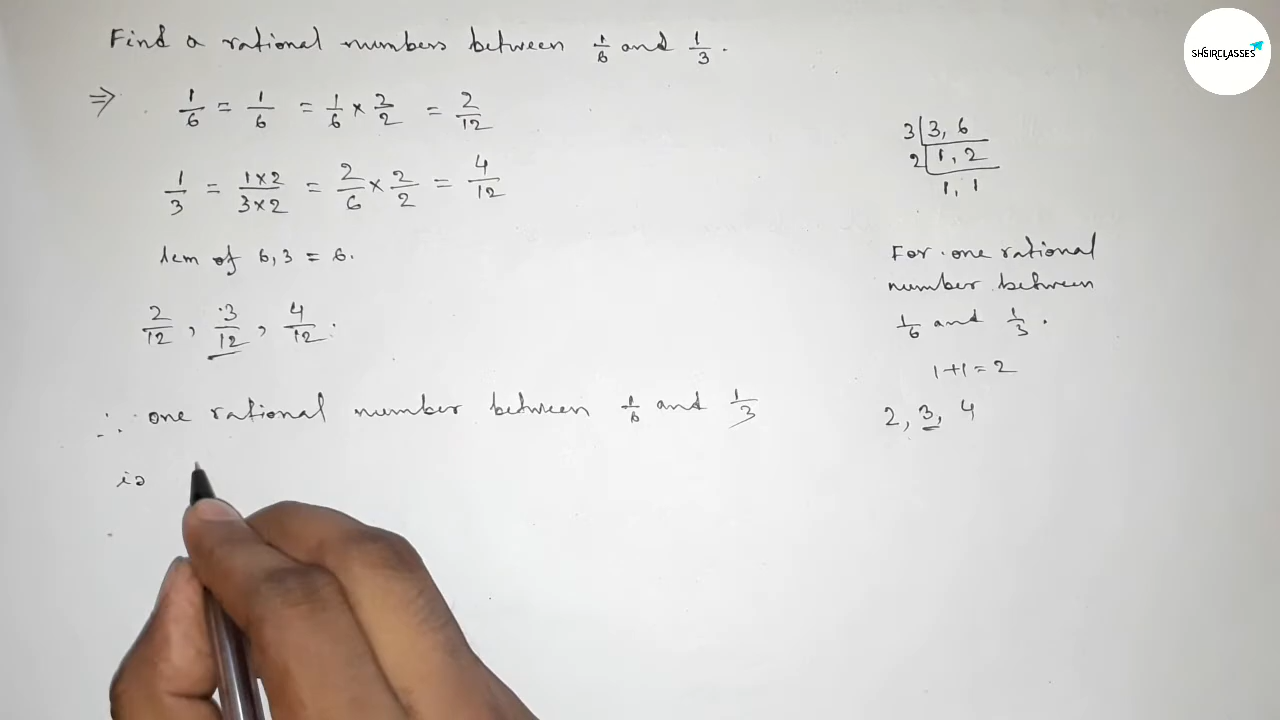 Find a rational numbers between 1/6 and 1/3.
SHSIRCLASSES
⇒ 1/6 = 1/6 = 1/6 × 2/2 = 2/12
1/3 = 1×2/3×2 = 2/6 × 2/2 = 4/12
lcm of 6,3 = 6.
2/12, 3/12, 4/12.
∴ one rational number between 1/6 and 1/3
is
3 | 3, 6
2 | 1, 2
1, 1
For one rational
number between
1/6 and 1/3.
1+1=2
2, 3, 4